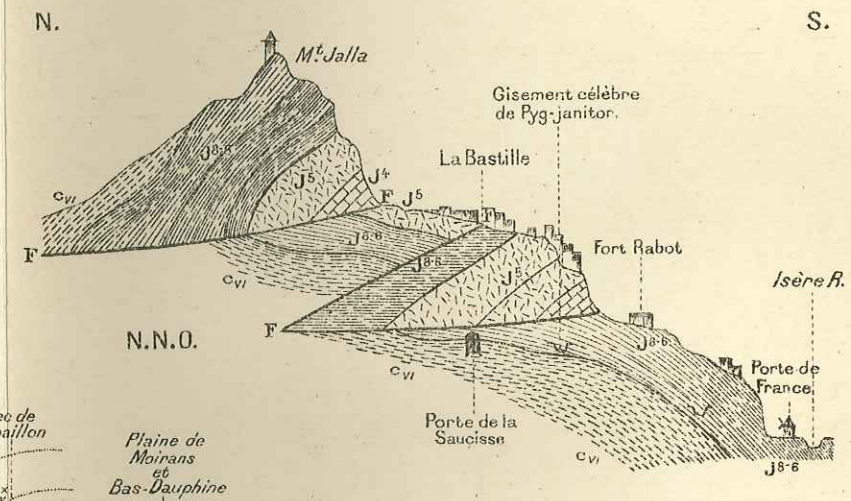 N.
S.
Mt. Jalla
Gisement célèbre
de Pyg-janitor.
La Bastille
J8-6
J5
J4
F
J5
F
CVI
F
J8-6
Fort Rabot
Isère R.
CVI
J8-6
J5
N.N.O.
F
J8-6
CVI
Porte de
France
Porte de la
Saucisse
CVI
J8-6
Plaine de
Moirans
et
Bas-Dauphiné